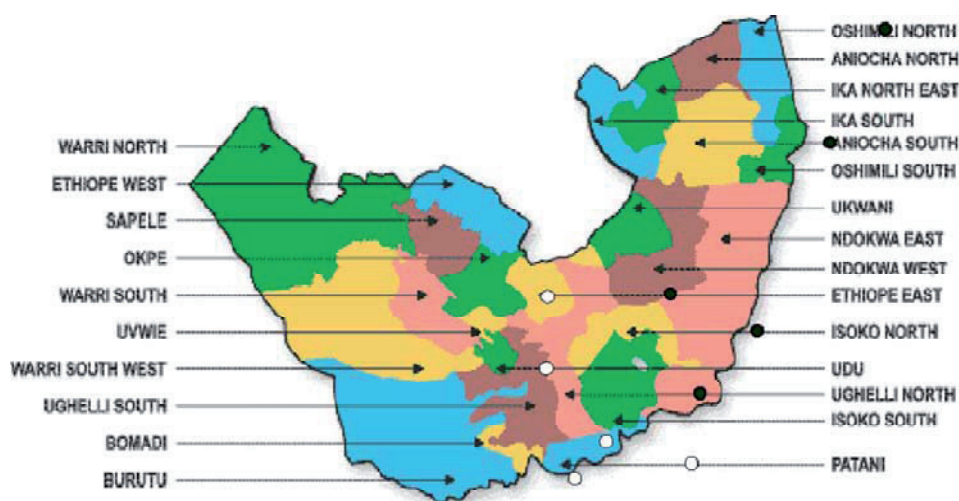 OSHIMILI NORTH
ANIOCHA NORTH
IKA NORTH EAST
IKA SOUTH
ANIOCHA SOUTH
OSHIMILI SOUTH
UKWANI
NDOKWA EAST
NDOKWA WEST
ETHIOPE EAST
ISOKO NORTH
UDU
UGHELLI NORTH
ISOKO SOUTH
PATANI
WARRI NORTH
ETHIOPE WEST
SAPELE
OKPE
WARRI SOUTH
UVWIE
WARRI SOUTH WEST
UGHELLI SOUTH
BOMADI
BURUTU